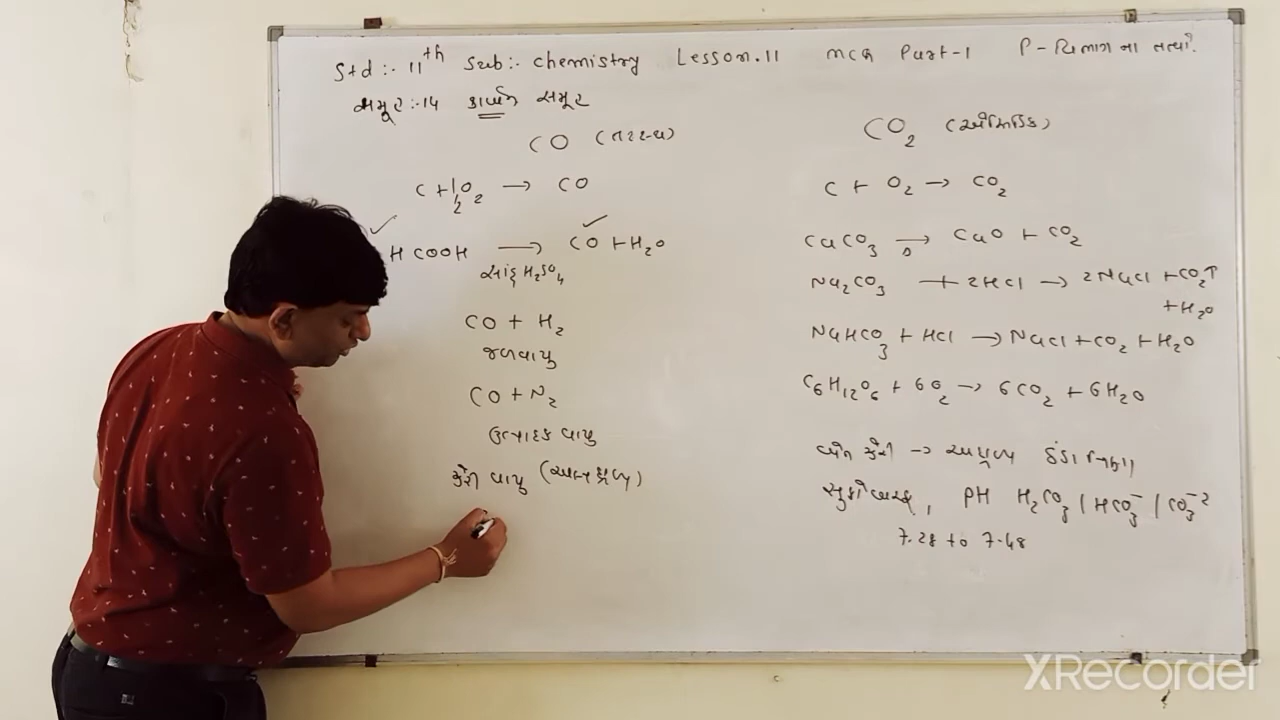 Std :- 11th Sub :- Chemistry Lesson.11 MCQ Part-1 P-વિભાગ ના તત્વો.
સમૂહ :-14 કાર્બન સમૂહ
CO (તટસ્થ)
C + 1/2 O2 → CO
HCOOH → CO + H2O
સાંદ્ર H2SO4
CO + H2
જળવાયુ
CO + N2
ઉત્પાદક વાયુ
ઝેરી વાયુ (અલ્પદ્રાવ્ય)
CO2 (એસિડિક)
C + O2 → CO2
CaCO3 → CaO + CO2
Na2CO3 + 2HCl → 2NaCl + CO2↑
+ H2O
NaHCO3 + HCl → NaCl + CO2 + H2O
C6H12O6 + 6O2 → 6CO2 + 6H2O
ઝેરી →
, PH H2CO3 / HCO3- / CO3-2
7.28 to 7.48
XRecorder